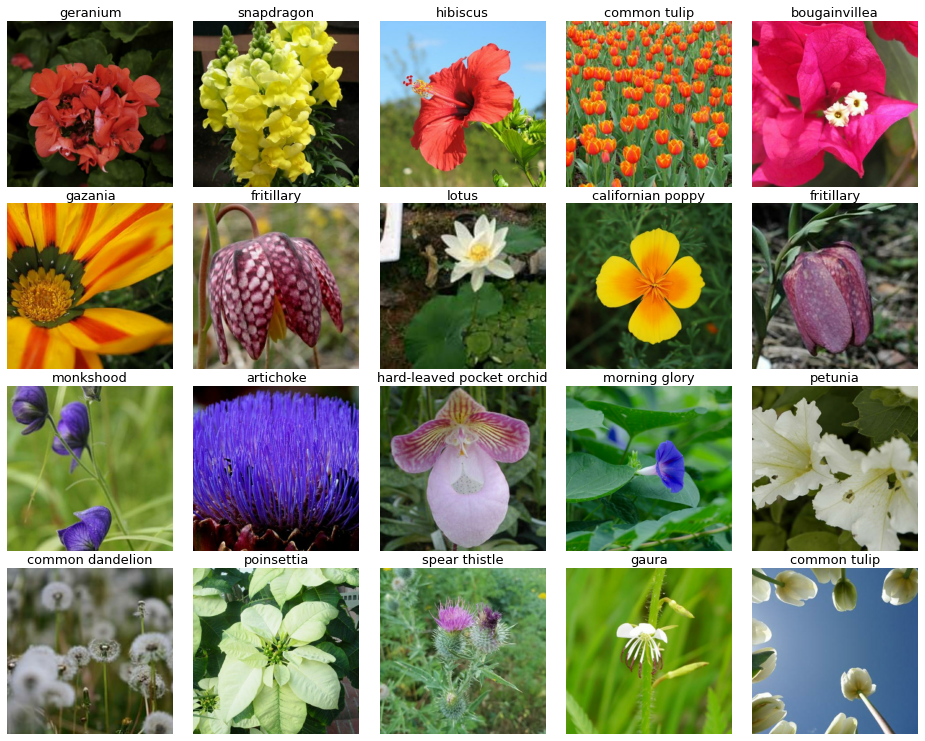 geranium
snapdragon
hibiscus
common tulip
bougainvillea
gazania
fritillary
lotus
californian poppy
fritillary
monkshood
artichoke
hard-leaved pocket orchid
morning glory
petunia
common dandelion
poinsettia
spear thistle
gaura
common tulip